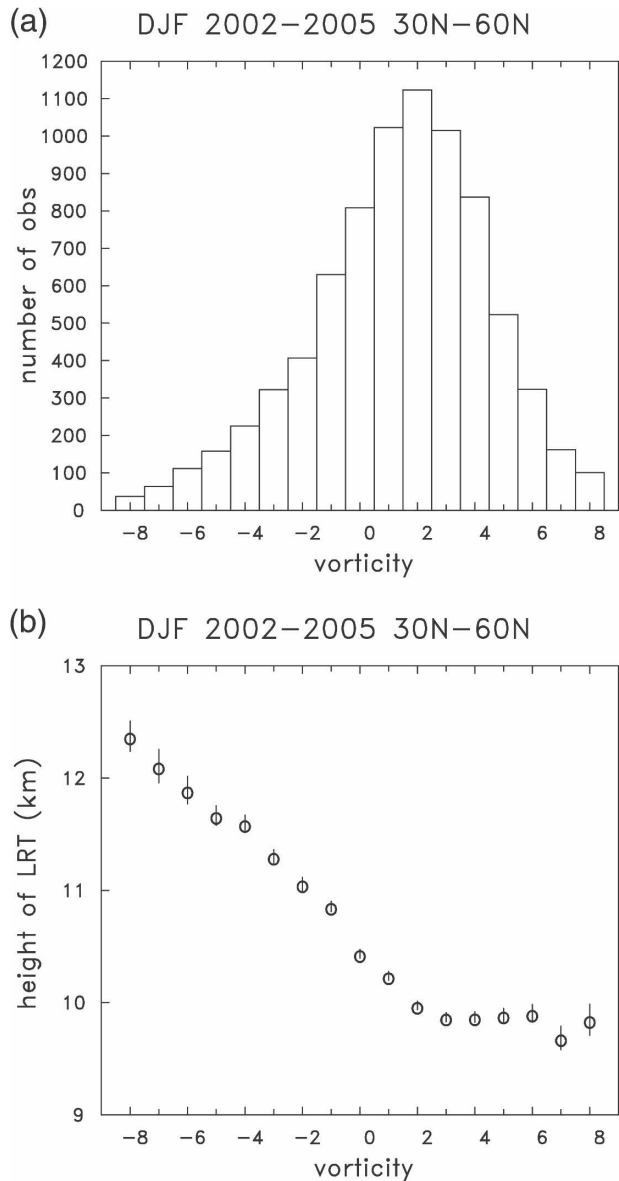 (a) DJF 2002−2005 30N−60N
1200
1100
1000
900
800
700
600
500
400
300
200
100
0
number of obs
−8 −6 −4 −2 0 2 4 6 8
vorticity
(b) DJF 2002−2005 30N−60N
13
12
11
10
9
height of LRT (km)
−8 −6 −4 −2 0 2 4 6 8
vorticity